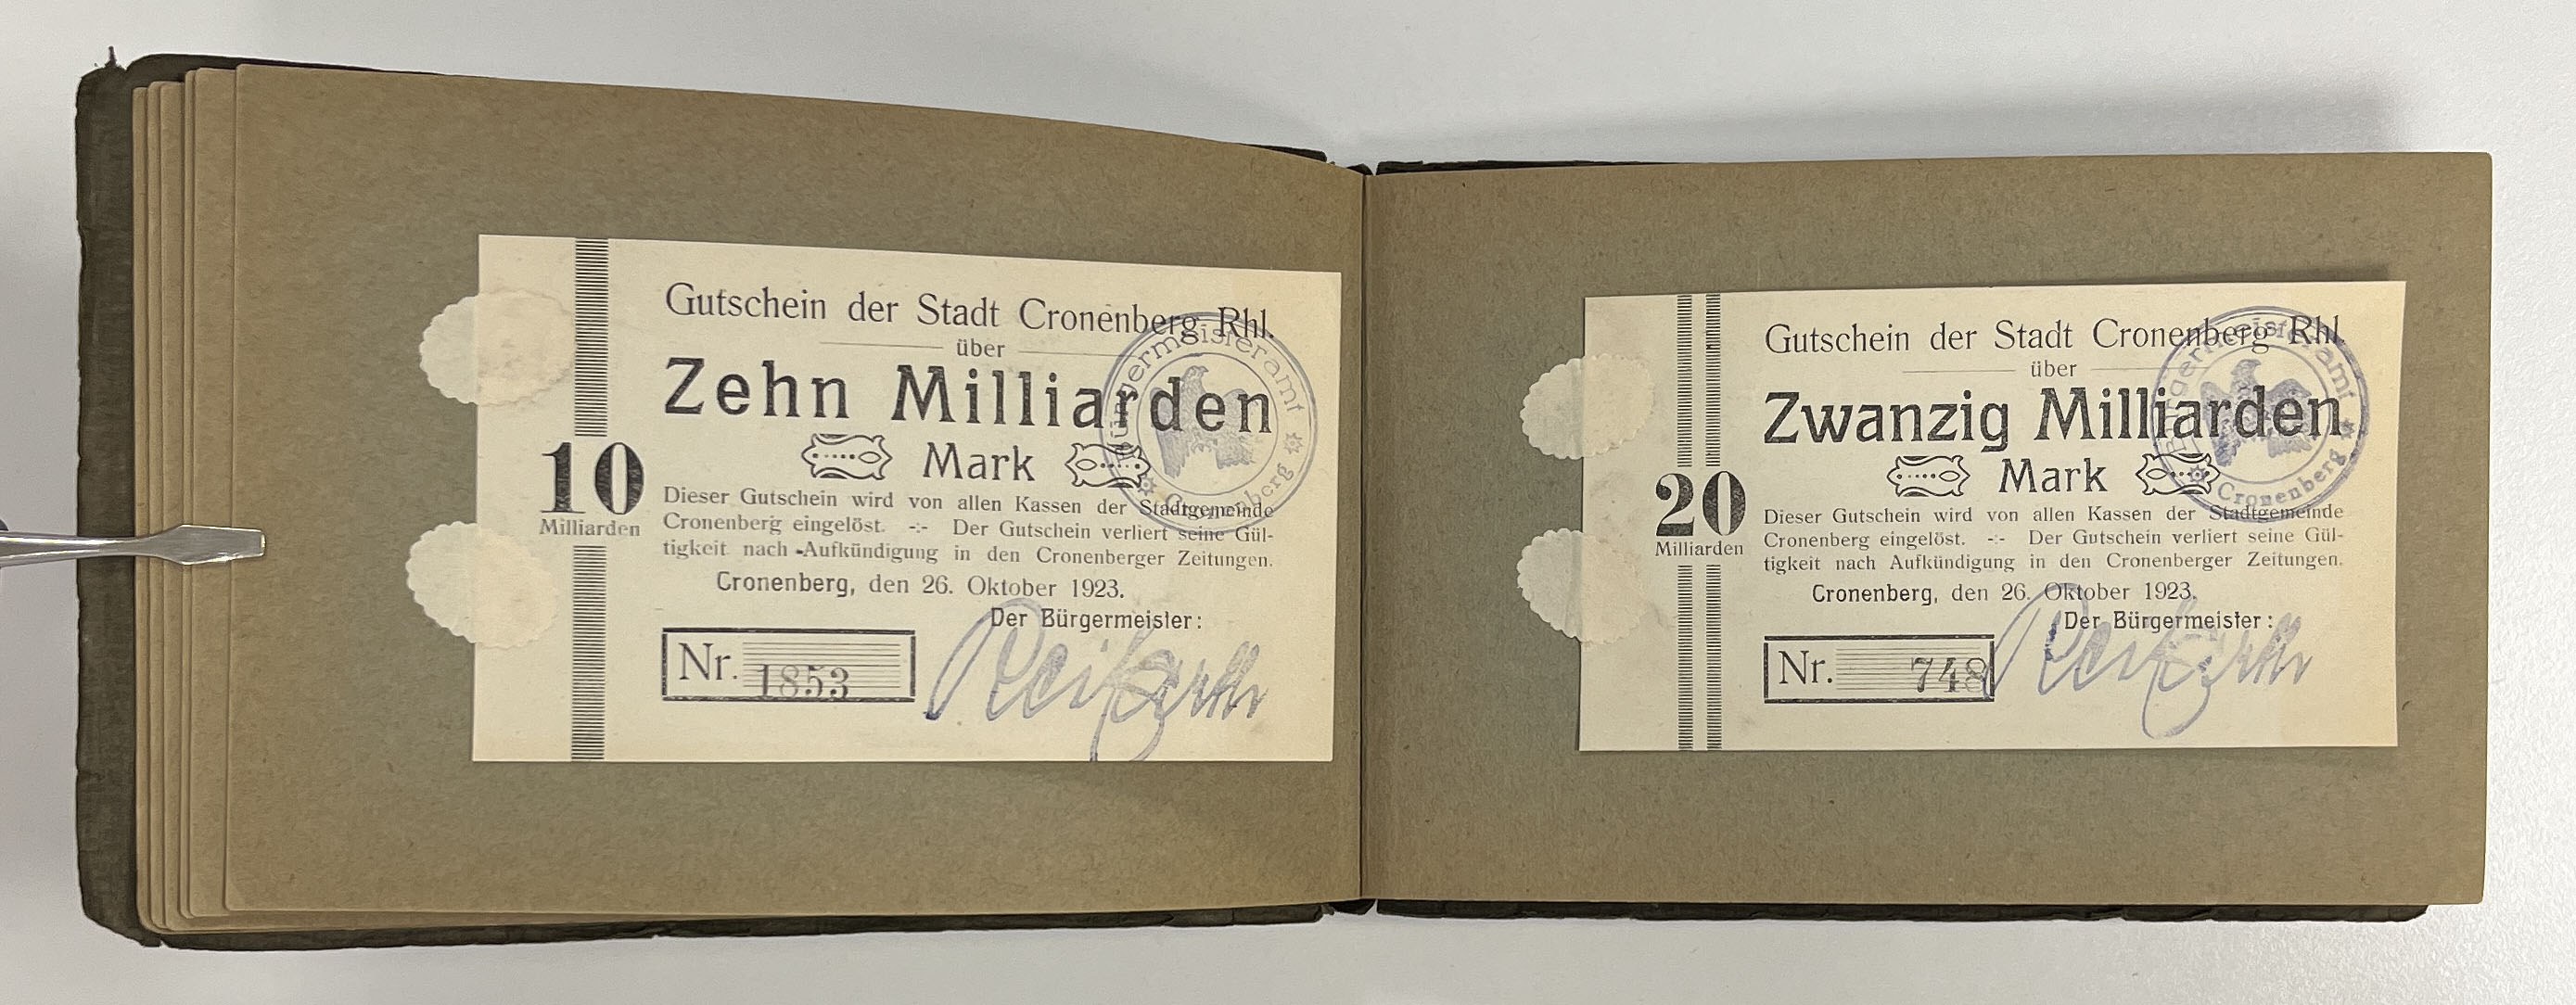 Gutschein der Stadt Cronenberg Rhl.
über
Zehn Milliarden
Mark
10
Milliarden
Dieser Gutschein wird von allen Kassen der Stadtgemeinde
Cronenberg eingelöst. -:- Der Gutschein verliert seine Gül-
tigkeit nach Aufkündigung in den Cronenberger Zeitungen.
Cronenberg, den 26. Oktober 1923.
Der Bürgermeister:
Nr. 1853
Bürgermeisteramt
Cronenberg
Gutschein der Stadt Cronenberg Rhl.
über
Zwanzig Milliarden
Mark
20
Milliarden
Dieser Gutschein wird von allen Kassen der Stadtgemeinde
Cronenberg eingelöst. -:- Der Gutschein verliert seine Gül-
tigkeit nach Aufkündigung in den Cronenberger Zeitungen.
Cronenberg, den 26. Oktober 1923.
Der Bürgermeister:
Nr. 748
Bürgermeisteramt
Cronenberg